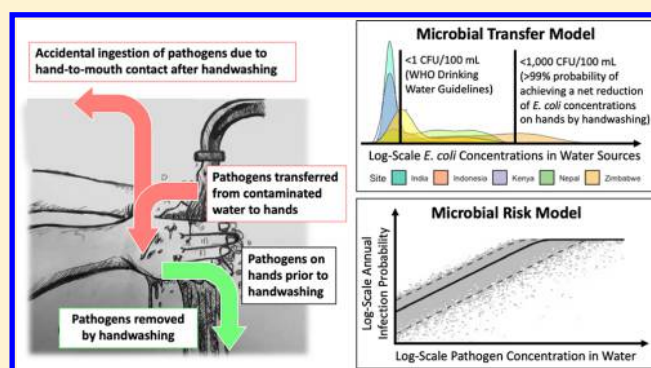 Accidental ingestion of pathogens due to
hand-to-mouth contact after handwashing
Pathogens transferred
from contaminated
water to hands
Pathogens on
hands prior to
handwashing
Pathogens removed
by handwashing
Microbial Transfer Model
<1 CFU/100 mL
(WHO Drinking
Water Guidelines)
<1,000 CFU/100 mL
(>99% probability of
achieving a net reduction
of E. coli concentrations
on hands by handwashing)
Log-Scale E. coli Concentrations in Water Sources
Site India Indonesia Kenya Nepal Zimbabwe
Microbial Risk Model
Log-Scale Annual
Infection Probability
Log-Scale Pathogen Concentration in Water